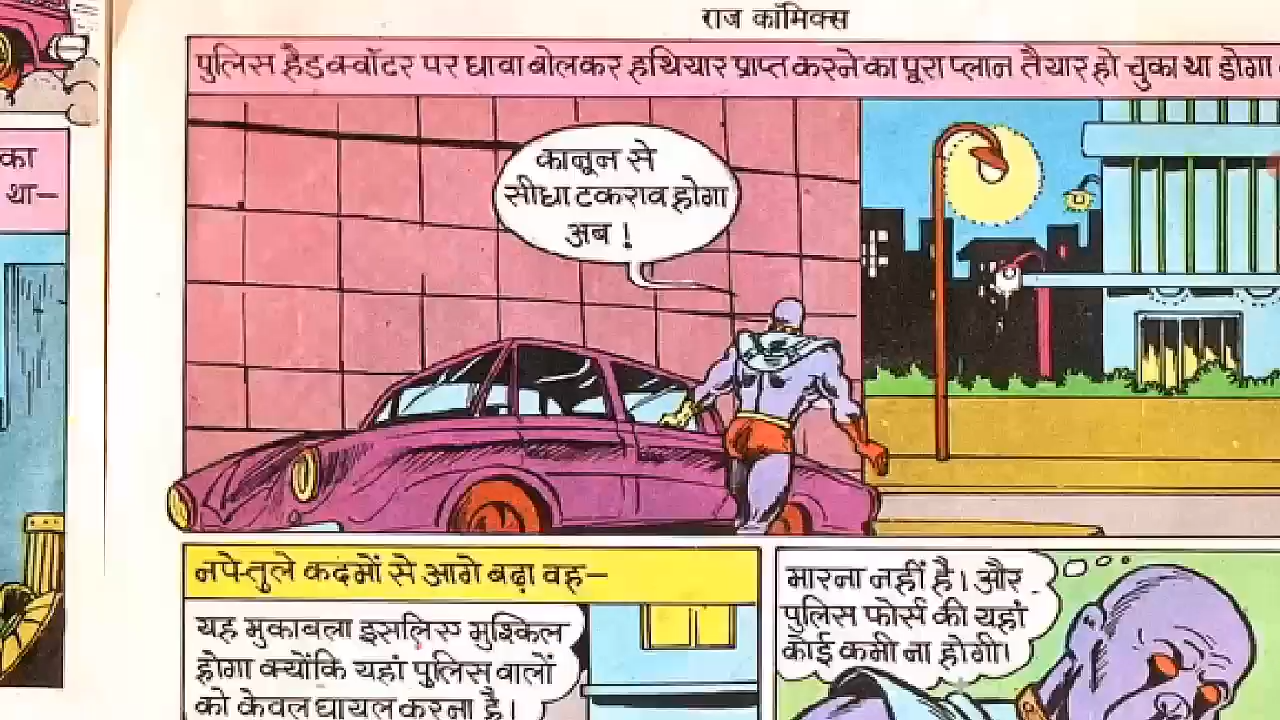 राज कॉमिक्स
पुलिस हैडक्वॉटर पर धावा बोलकर हथियार प्राप्त करने का पूरा प्लान तैयार हो चुका था डोगा
का
था—
कानून से
सीधा टकराव होगा
अब !
नपे-तुले कदमों से आगे बढ़ा वह—
यह मुकाबला इसलिए मुश्किल
होगा क्योंकि यहां पुलिस वालों
को केवल घायल करना है।
मारना नहीं है। और
पुलिस फोर्स की यहां
कोई कमी ना होगी।